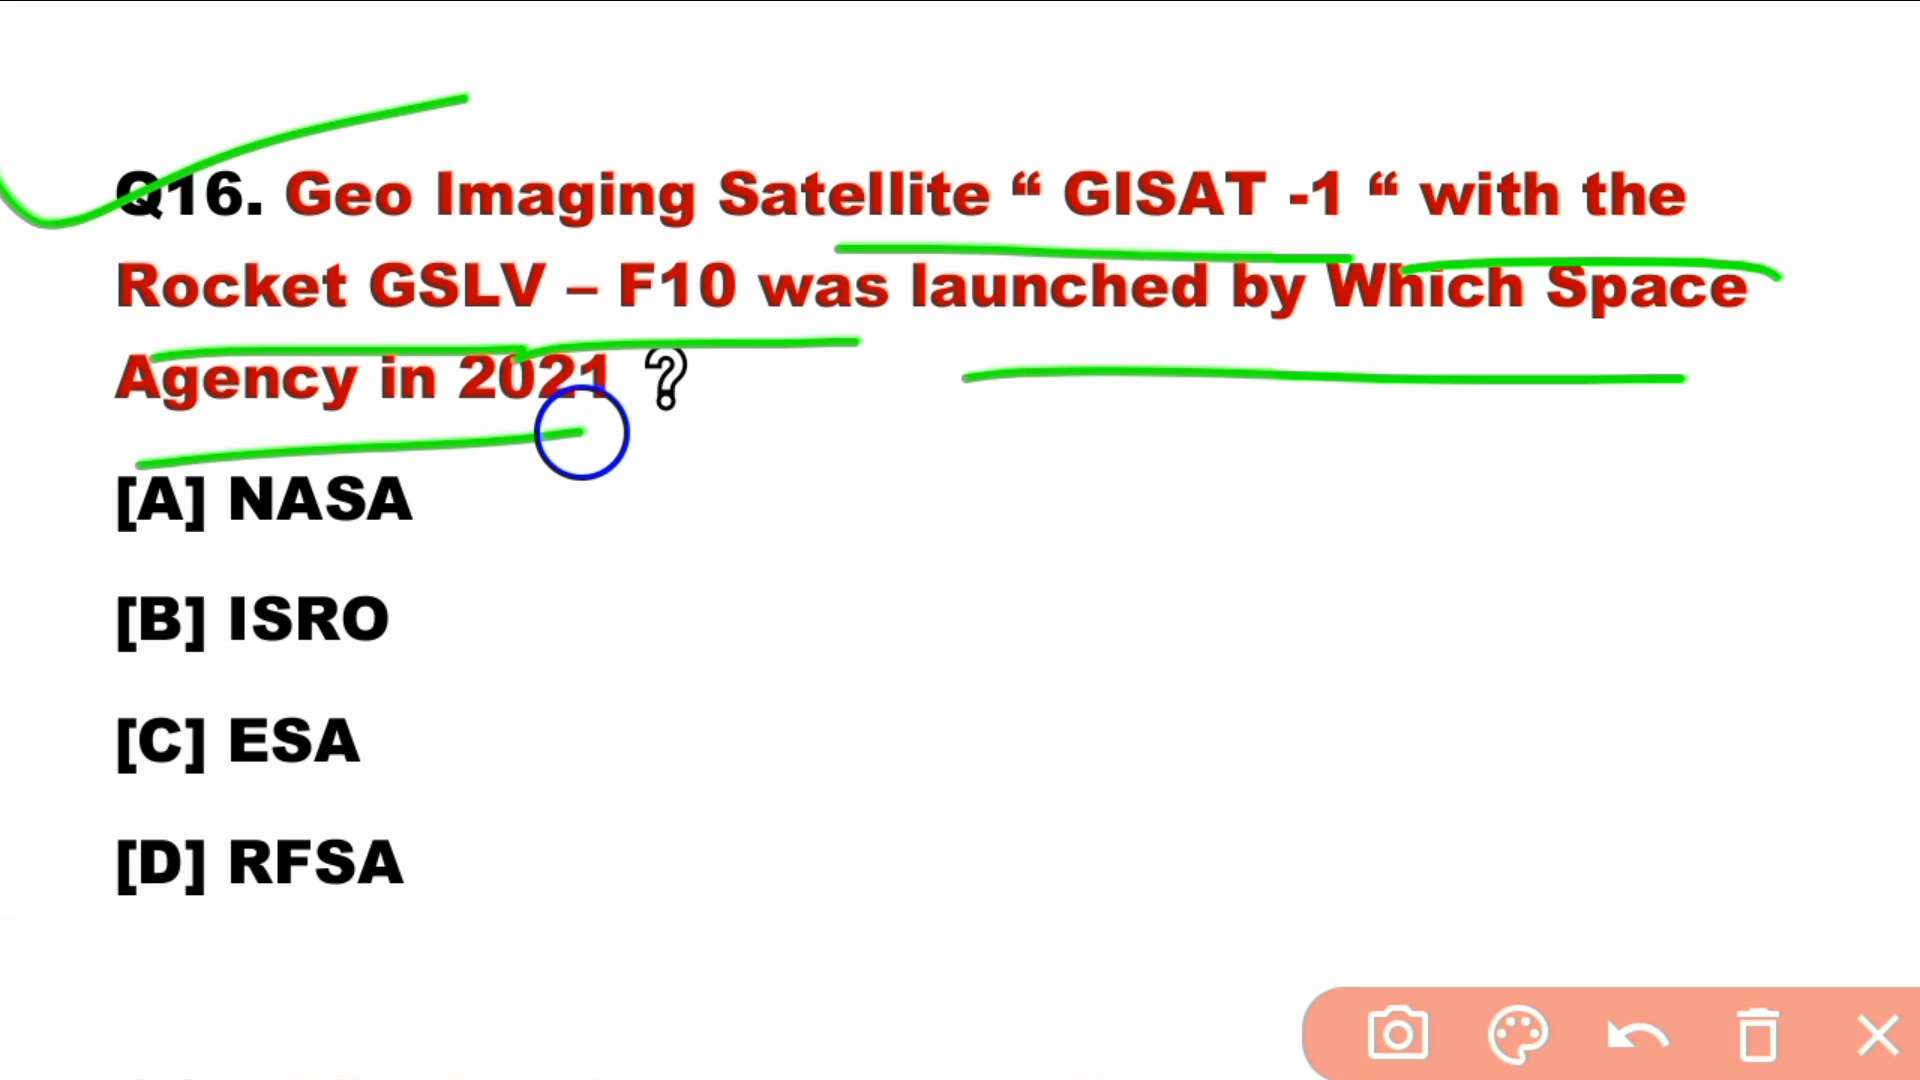 Q16. Geo Imaging Satellite “ GISAT -1 “ with the
Rocket GSLV – F10 was launched by Which Space
Agency in 2021 ?
[A] NASA
[B] ISRO
[C] ESA
[D] RFSA